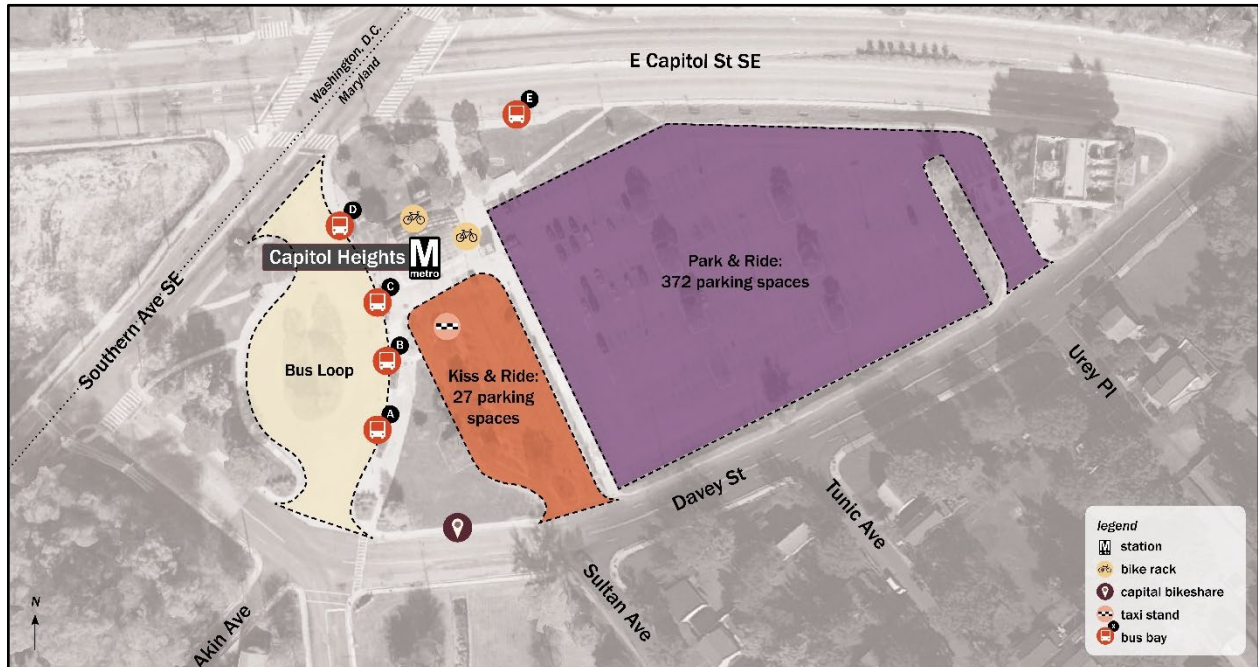 Washington, D.C.
Maryland
E Capitol St SE
E
D
Capitol Heights
M
metro
C
Southern Ave SE
Park & Ride:
372 parking spaces
B
Bus Loop
Kiss & Ride:
27 parking
spaces
A
Urey Pl
Davey St
Tunic Ave
Sultan Ave
Akin Ave
N
legend
M station
bike rack
capital bikeshare
taxi stand
x
bus bay